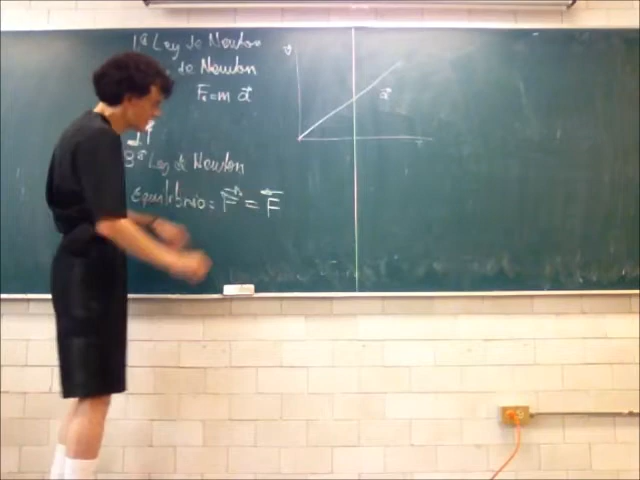 1ª Ley de Newton
de Newton
F = m a
3ª Ley de Newton
Equilibrio: F = F
v
a